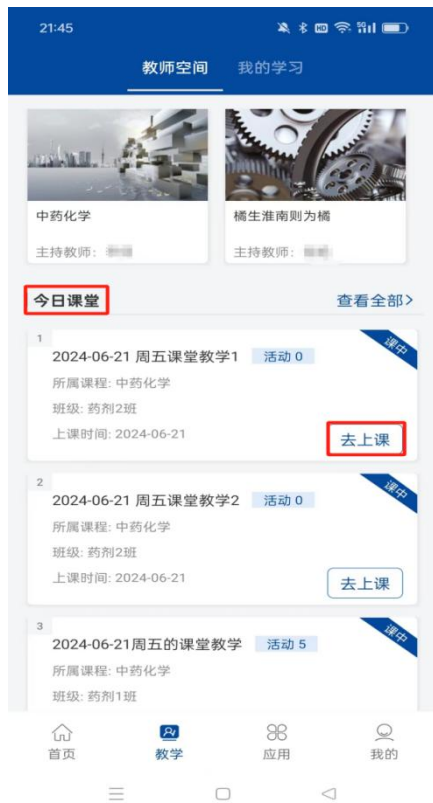 21:45
HD 5G
教师空间 我的学习
中药化学 橘生淮南则为橘
主持教师: 主持教师:
今日课堂 查看全部>
1 课中
2024-06-21 周五课堂教学1 活动 0
所属课程: 中药化学
班级: 药剂2班
上课时间: 2024-06-21 去上课
2 课中
2024-06-21 周五课堂教学2 活动 0
所属课程: 中药化学
班级: 药剂2班
上课时间: 2024-06-21 去上课
3 课中
2024-06-21周五的课堂教学 活动 5
所属课程: 中药化学
班级: 药剂1班
首页 教学 应用 我的